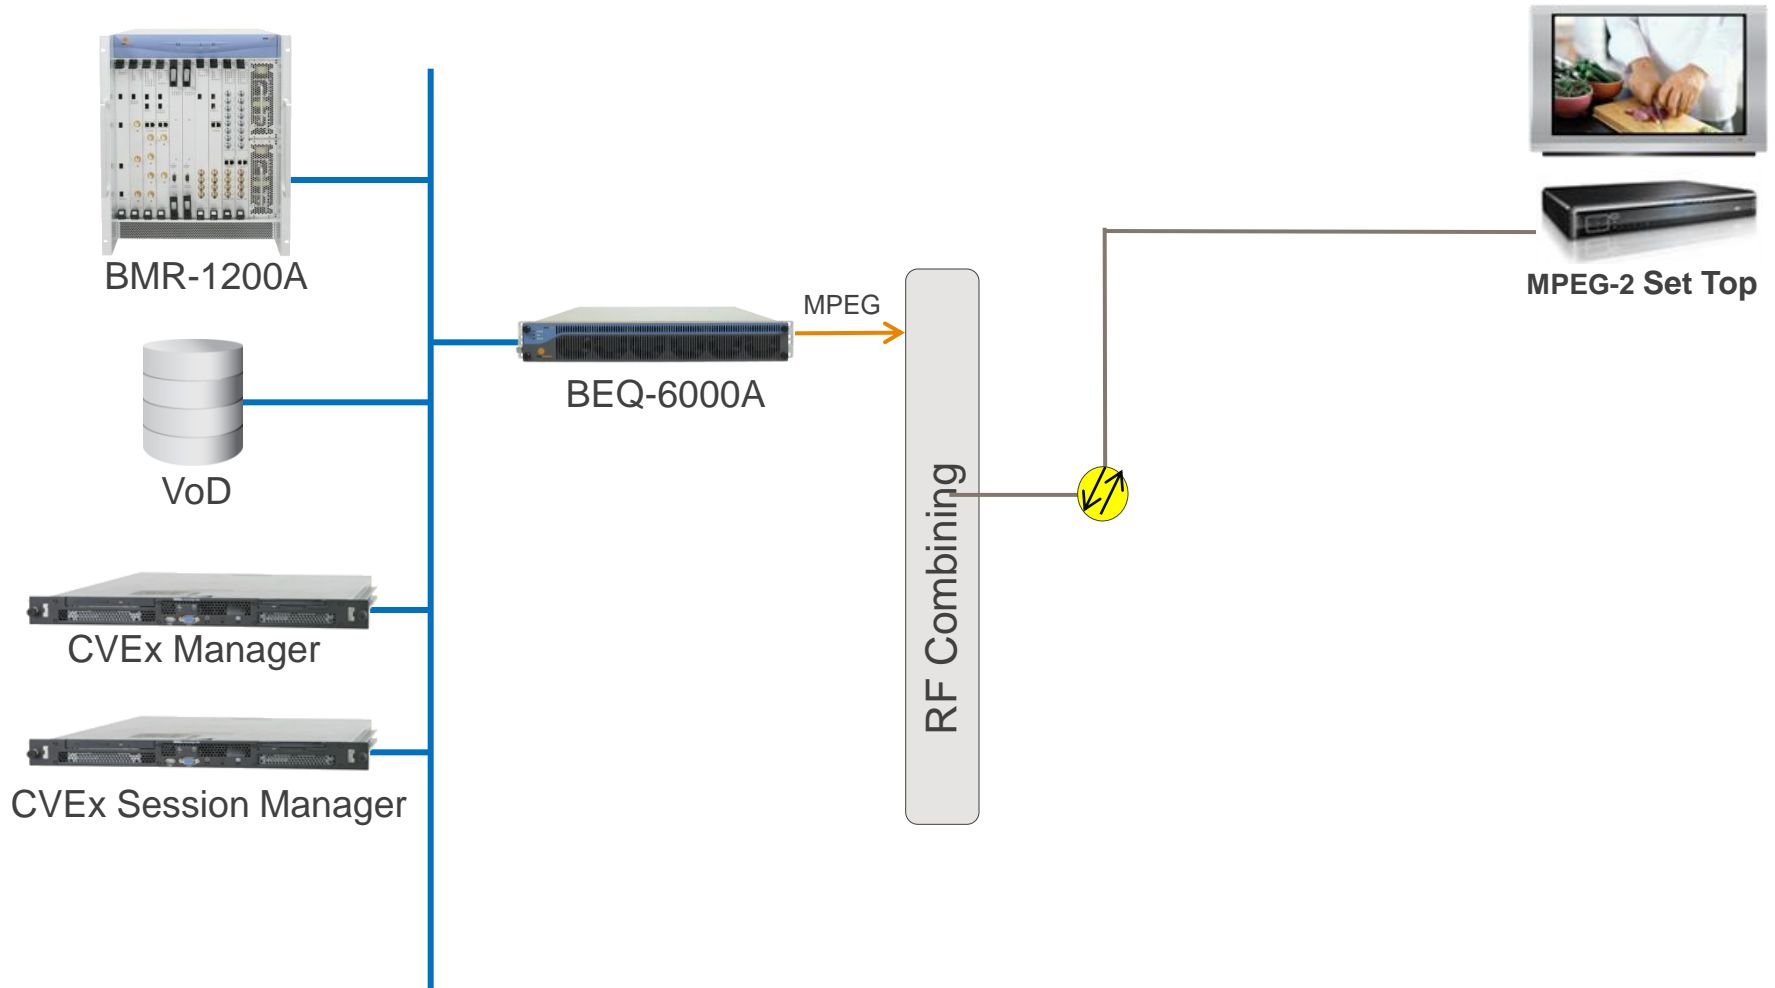 BMR-1200A
MPEG-2 Set Top
MPEG
BEQ-6000A
VoD
RF Combining
CVEx Manager
CVEx Session Manager